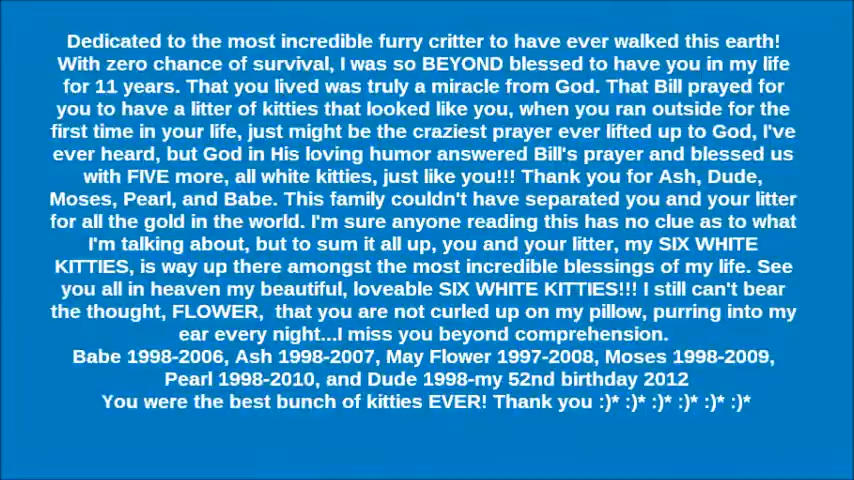 Dedicated to the most incredible furry critter to have ever walked this earth!
With zero chance of survival, I was so BEYOND blessed to have you in my life
for 11 years. That you lived was truly a miracle from God. That Bill prayed for
you to have a litter of kitties that looked like you, when you ran outside for the
first time in your life, just might be the craziest prayer ever lifted up to God, I've
ever heard, but God in His loving humor answered Bill's prayer and blessed us
with FIVE more, all white kitties, just like you!!! Thank you for Ash, Dude,
Moses, Pearl, and Babe. This family couldn't have separated you and your litter
for all the gold in the world. I'm sure anyone reading this has no clue as to what
I'm talking about, but to sum it all up, you and your litter, my SIX WHITE
KITTIES, is way up there amongst the most incredible blessings of my life. See
you all in heaven my beautiful, loveable SIX WHITE KITTIES!!! I still can't bear
the thought, FLOWER,  that you are not curled up on my pillow, purring into my
ear every night...I miss you beyond comprehension.
Babe 1998-2006, Ash 1998-2007, May Flower 1997-2008, Moses 1998-2009,
Pearl 1998-2010, and Dude 1998-my 52nd birthday 2012
You were the best bunch of kitties EVER! Thank you :)* :)* :)* :)* :)* :)*